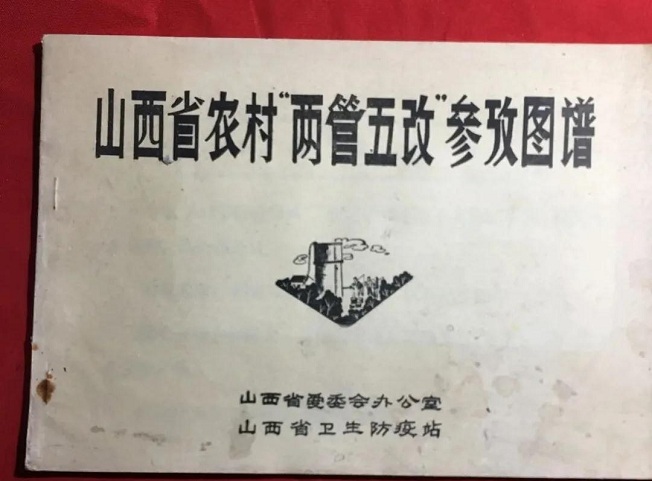 山西省农村“两管五改”参攷图谱
山西省爱委会办公室
山西省卫生防疫站